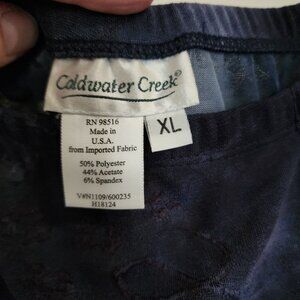 Coldwater Creek®
RN 98516
Made in
U.S.A.
from Imported Fabric
50% Polyester
44% Acetate
6% Spandex
V#N1109/600235
H18124
XL